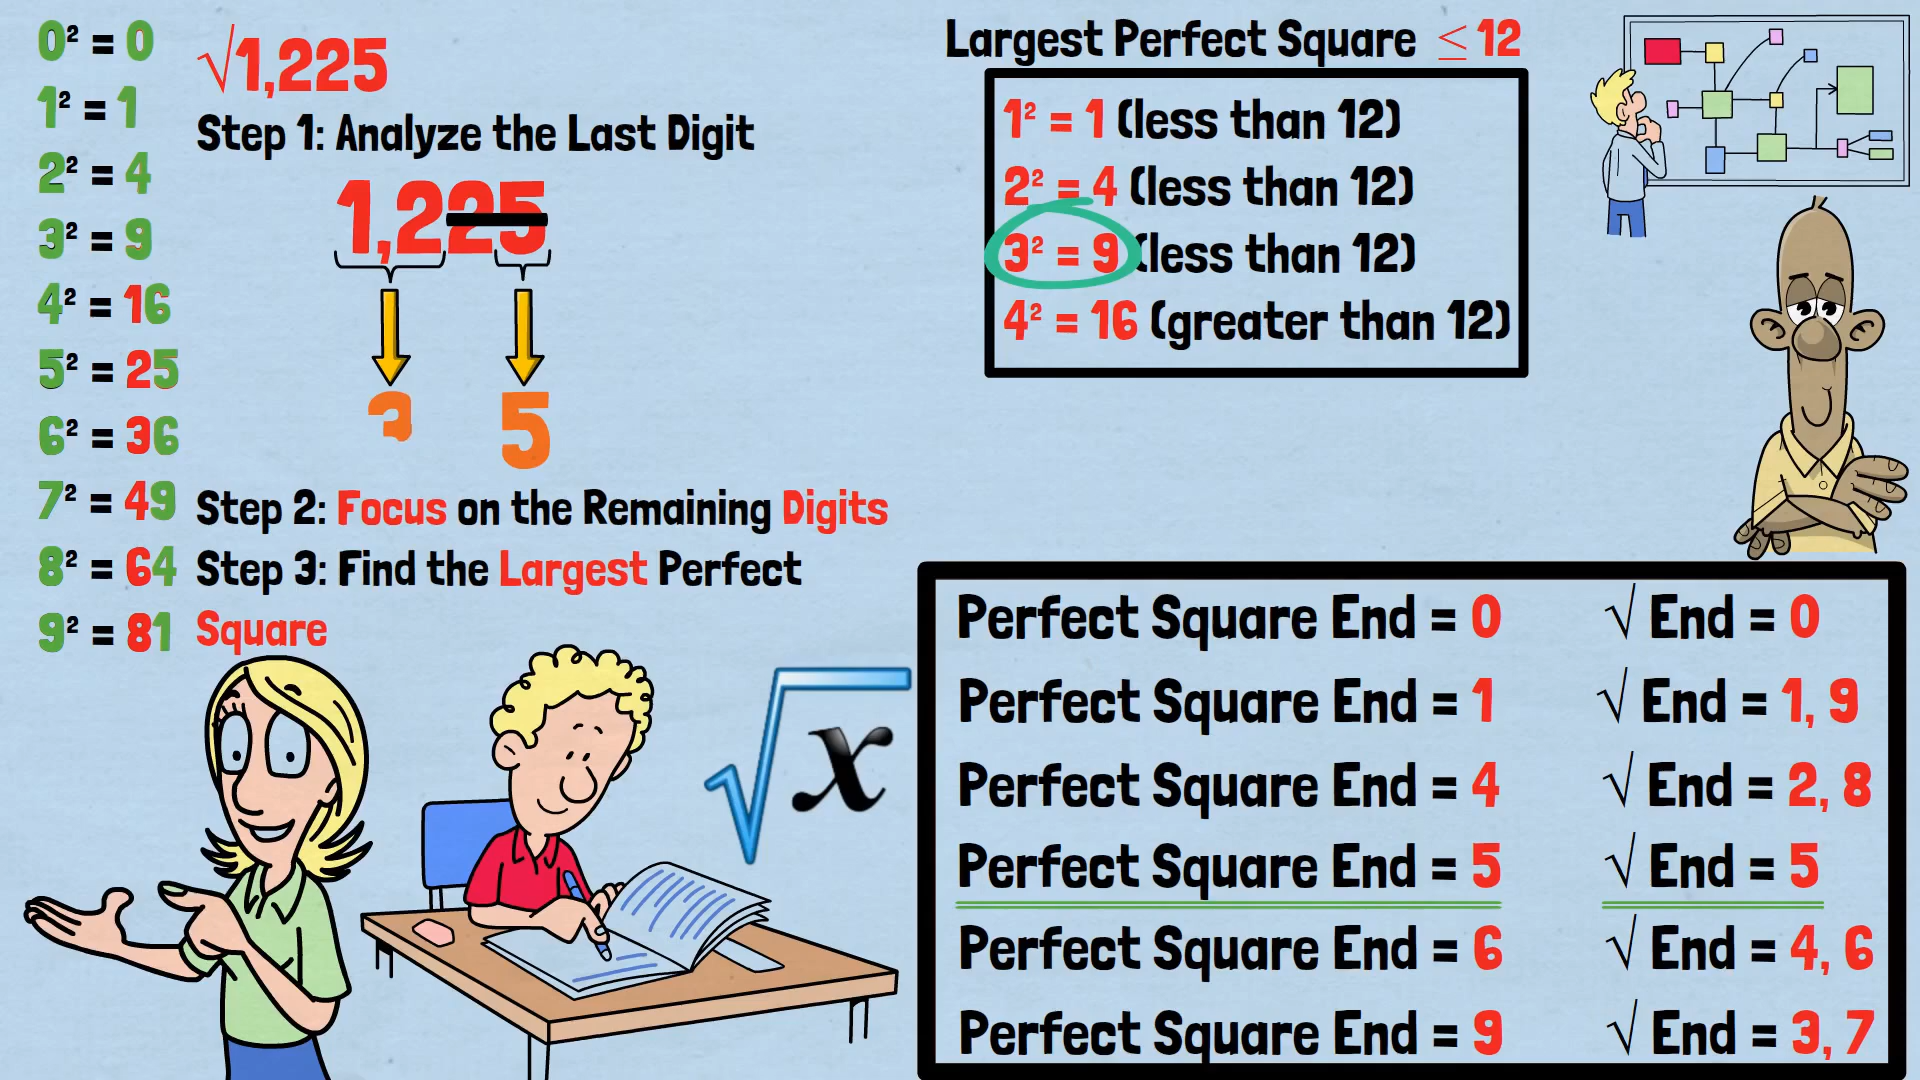 0² = 0
1² = 1
2² = 4
3² = 9
4² = 16
5² = 25
6² = 36
7² = 49
8² = 64
9² = 81
√1,225
Step 1: Analyze the Last Digit
1,225
3 5
Step 2: Focus on the Remaining Digits
Step 3: Find the Largest Perfect
Square
√x
Largest Perfect Square ≤ 12
1² = 1 (less than 12)
2² = 4 (less than 12)
3² = 9 (less than 12)
4² = 16 (greater than 12)
Perfect Square End = 0 √ End = 0
Perfect Square End = 1 √ End = 1, 9
Perfect Square End = 4 √ End = 2, 8
Perfect Square End = 5 √ End = 5
Perfect Square End = 6 √ End = 4, 6
Perfect Square End = 9 √ End = 3, 7